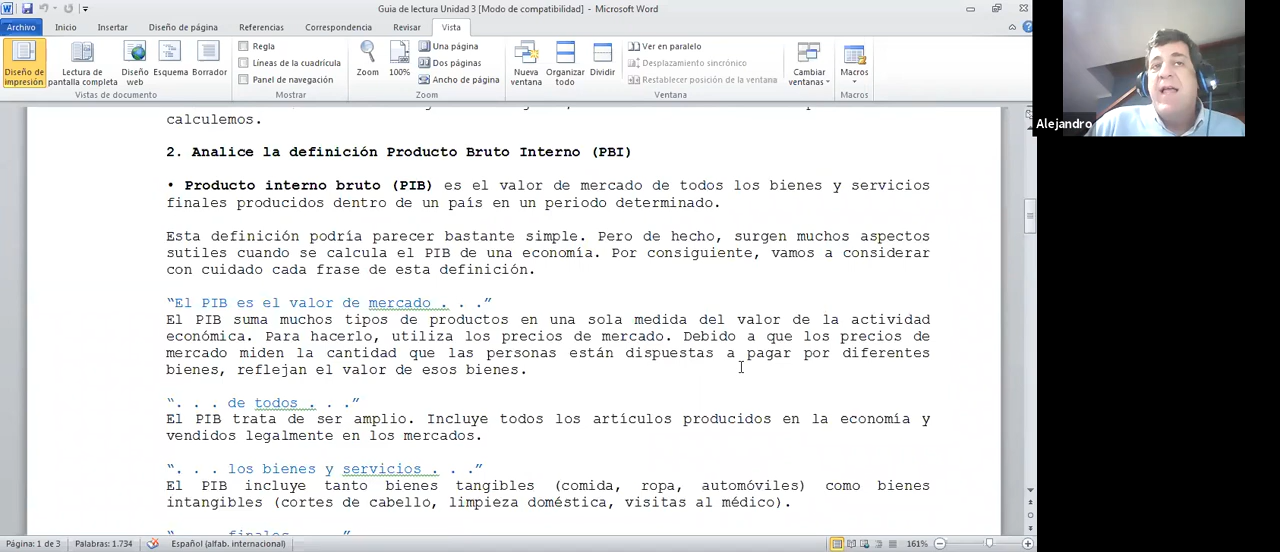 Guia de lectura Unidad 3 [Modo de compatibilidad] - Microsoft Word
Archivo Inicio Insertar Diseño de página Referencias Correspondencia Revisar Vista
Diseño de impresión
Lectura de pantalla completa
Diseño web
Esquema
Borrador
Vistas de documento
Regla
Líneas de la cuadrícula
Panel de navegación
Mostrar
Zoom
100%
Una página
Dos páginas
Ancho de página
Zoom
Nueva ventana
Organizar todo
Dividir
Ver en paralelo
Desplazamiento sincrónico
Restablecer posición de la ventana
Ventana
Cambiar ventanas
Macros
Macros
Alejandro
calculemos.
2. Analice la definición Producto Bruto Interno (PBI)
• Producto interno bruto (PIB) es el valor de mercado de todos los bienes y servicios
finales producidos dentro de un país en un periodo determinado.
Esta definición podría parecer bastante simple. Pero de hecho, surgen muchos aspectos
sutiles cuando se calcula el PIB de una economía. Por consiguiente, vamos a considerar
con cuidado cada frase de esta definición.
“El PIB es el valor de mercado . . .”
El PIB suma muchos tipos de productos en una sola medida del valor de la actividad
económica. Para hacerlo, utiliza los precios de mercado. Debido a que los precios de
mercado miden la cantidad que las personas están dispuestas a pagar por diferentes
bienes, reflejan el valor de esos bienes.
“. . . de todos . . .”
El PIB trata de ser amplio. Incluye todos los artículos producidos en la economía y
vendidos legalmente en los mercados.
“. . . los bienes y servicios . . .”
El PIB incluye tanto bienes tangibles (comida, ropa, automóviles) como bienes
intangibles (cortes de cabello, limpieza doméstica, visitas al médico).
Página: 1 de 3 Palabras: 1.734 Español (alfab. internacional) 161%